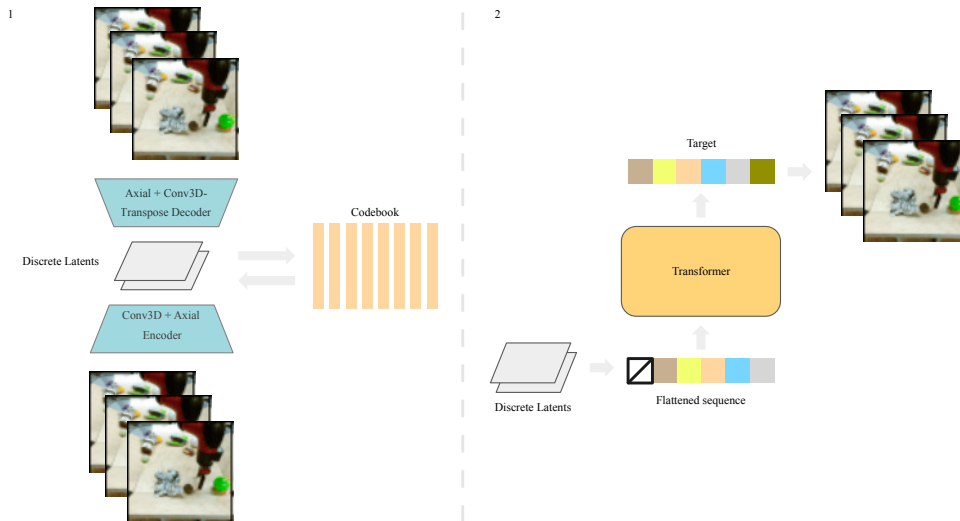 1
Axial + Conv3D-
Transpose Decoder
Codebook
Discrete Latents
Conv3D + Axial
Encoder
2
Target
Transformer
Discrete Latents
Flattened sequence